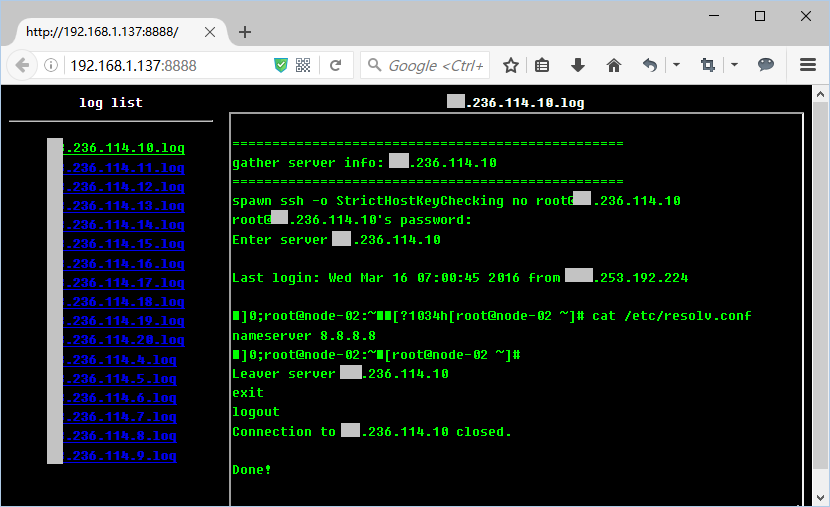 http://192.168.1.137:8888/
192.168.1.137:8888
Google <Ctrl+
log list
.236.114.10.log
.236.114.11.log
.236.114.12.log
.236.114.13.log
.236.114.14.log
.236.114.15.log
.236.114.16.log
.236.114.17.log
.236.114.18.log
.236.114.19.log
.236.114.20.log
.236.114.4.log
.236.114.5.log
.236.114.6.log
.236.114.7.log
.236.114.8.log
.236.114.9.log
.236.114.10.log
================================================
gather server info: .236.114.10
================================================
spawn ssh -o StrictHostKeyChecking no root@ .236.114.10
root@ .236.114.10's password:
Enter server .236.114.10
Last login: Wed Mar 16 07:00:45 2016 from .253.192.224
■]0;root@node-02:~■■[?1034h[root@node-02 ~]# cat /etc/resolv.conf
nameserver 8.8.8.8
■]0;root@node-02:~■[root@node-02 ~]#
Leaver server .236.114.10
exit
logout
Connection to .236.114.10 closed.
Done!